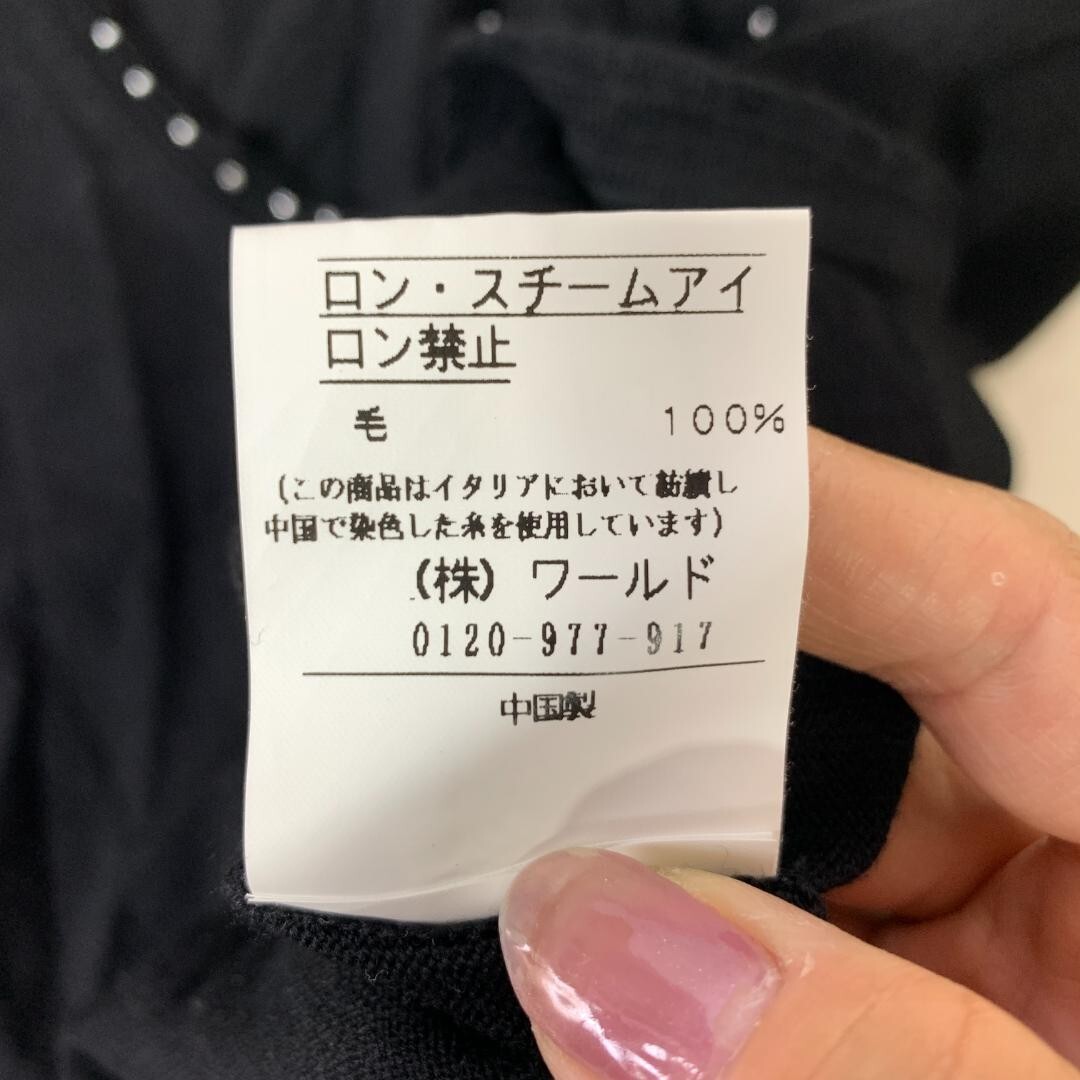 ロン・スチームアイ
ロン禁止
毛 100%
(この商品はイタリアにおいて紡績し
中国で染色した糸を使用しています)
(株) ワールド
0120-977-917
中国製